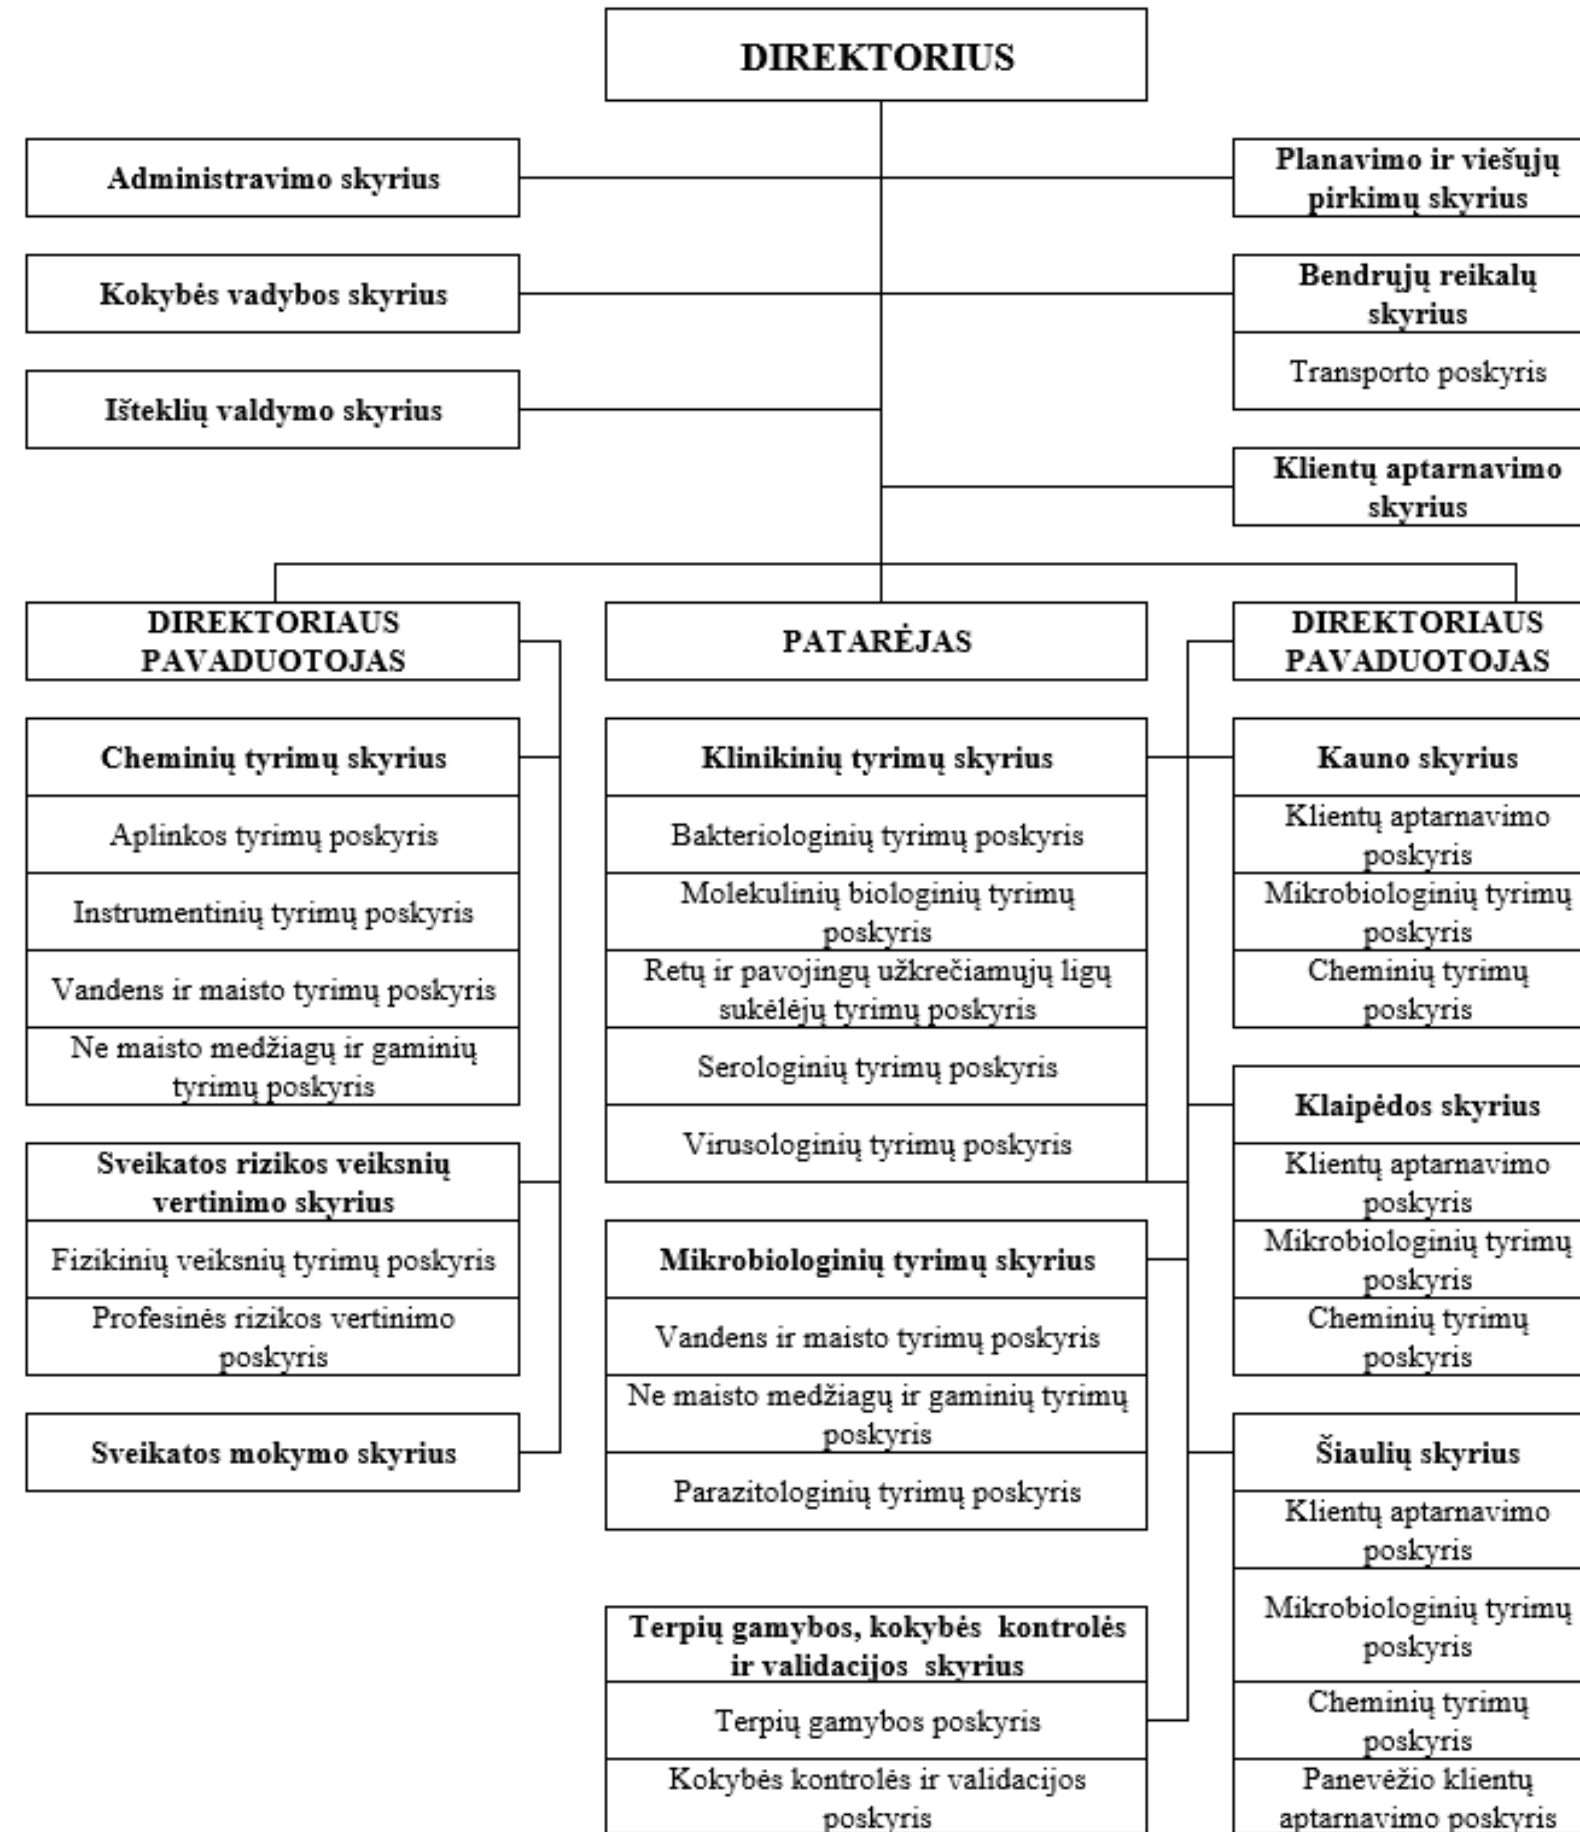 DIREKTORIUS
Administravimo skyrius
Planavimo ir viešųjų
pirkimų skyrius
Kokybės vadybos skyrius
Bendrųjų reikalų
skyrius
Transporto poskyris
Išteklių valdymo skyrius
Klientų aptarnavimo
skyrius
DIREKTORIAUS
PAVADUOTOJAS
Cheminių tyrimų skyrius
Aplinkos tyrimų poskyris
Instrumentinių tyrimų poskyris
Vandens ir maisto tyrimų poskyris
Ne maisto medžiagų ir gaminių
tyrimų poskyris
Sveikatos rizikos veiksnių
vertinimo skyrius
Fizikinių veiksnių tyrimų poskyris
Profesinės rizikos vertinimo
poskyris
Sveikatos mokymo skyrius
PATARĖJAS
Klinikinių tyrimų skyrius
Bakteriologinių tyrimų poskyris
Molekulinių biologinių tyrimų
poskyris
Retų ir pavojingų užkrečiamųjų ligų
sukėlėjų tyrimų poskyris
Serologinių tyrimų poskyris
Virusologinių tyrimų poskyris
Mikrobiologinių tyrimų skyrius
Vandens ir maisto tyrimų poskyris
Ne maisto medžiagų ir gaminių tyrimų
poskyris
Parazitologinių tyrimų poskyris
Terpių gamybos, kokybės kontrolės
ir validacijos skyrius
Terpių gamybos poskyris
Kokybės kontrolės ir validacijos
poskyris
DIREKTORIAUS
PAVADUOTOJAS
Kauno skyrius
Klientų aptarnavimo
poskyris
Mikrobiologinių tyrimų
poskyris
Cheminių tyrimų
poskyris
Klaipėdos skyrius
Klientų aptarnavimo
poskyris
Mikrobiologinių tyrimų
poskyris
Cheminių tyrimų
poskyris
Šiaulių skyrius
Klientų aptarnavimo
poskyris
Mikrobiologinių tyrimų
poskyris
Cheminių tyrimų
poskyris
Panevėžio klientų
aptarnavimo poskyris